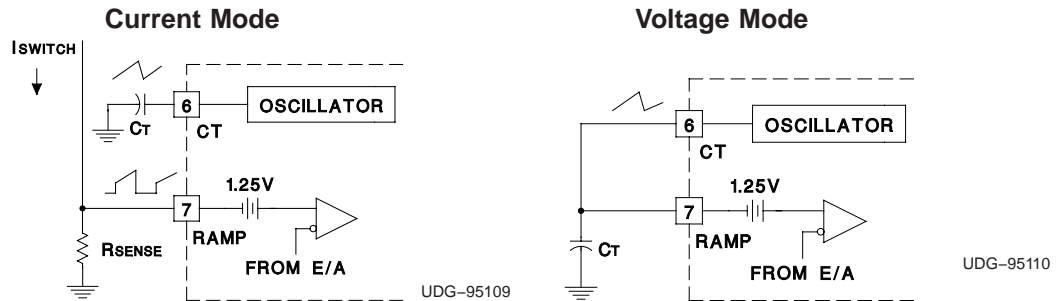 Current Mode
ISWITCH
6
OSCILLATOR
CT
CT
1.25V
7
RSENSE
RAMP
FROM E/A
UDG–95109
Voltage Mode
6
OSCILLATOR
CT
1.25V
7
CT
RAMP
FROM E/A
UDG–95110